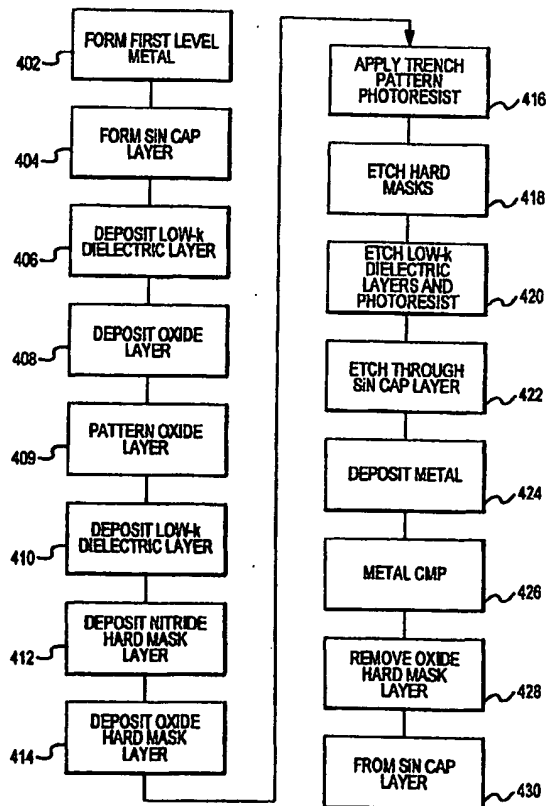 402
FORM FIRST LEVEL
METAL
404
FORM SIN CAP
LAYER
406
DEPOSIT LOW-k
DIELECTRIC LAYER
408
DEPOSIT OXIDE
LAYER
409
PATTERN OXIDE
LAYER
410
DEPOSIT LOW-k
DIELECTRIC LAYER
412
DEPOSIT NITRIDE
HARD MASK
LAYER
414
DEPOSIT OXIDE
HARD MASK
LAYER
APPLY TRENCH
PATTERN
PHOTORESIST
416
ETCH HARD
MASKS
418
ETCH LOW-k
DIELECTRIC
LAYERS AND
PHOTORESIST
420
ETCH THROUGH
SiN CAP LAYER
422
DEPOSIT METAL
424
METAL CMP
426
REMOVE OXIDE
HARD MASK
LAYER
428
FROM SIN CAP
LAYER
430